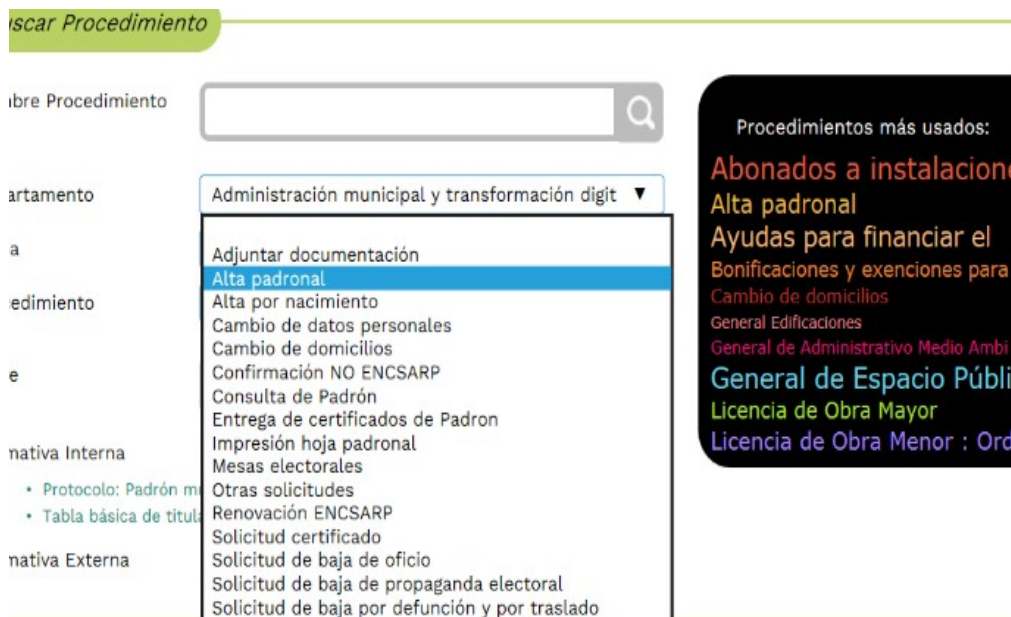 scar Procedimiento
bre Procedimiento
artamento
Administración municipal y transformación digit ▼
a
edimiento
e
Adjuntar documentación
Alta padronal
Alta por nacimiento
Cambio de datos personales
Cambio de domicilios
Confirmación NO ENCSARP
Consulta de Padrón
Entrega de certificados de Padron
Impresión hoja padronal
Mesas electorales
Otras solicitudes
Renovación ENCSARP
Solicitud certificado
Solicitud de baja de oficio
Solicitud de baja de propaganda electoral
Solicitud de baja por defunción y por traslado
mativa Interna
• Protocolo: Padrón m
• Tabla básica de titul
mativa Externa
Procedimientos más usados:
Abonados a instalacion
Alta padronal
Ayudas para financiar el
Bonificaciones y exenciones para
Cambio de domicilios
General Edificaciones
General de Administrativo Medio Ambi
General de Espacio Públi
Licencia de Obra Mayor
Licencia de Obra Menor : Ord